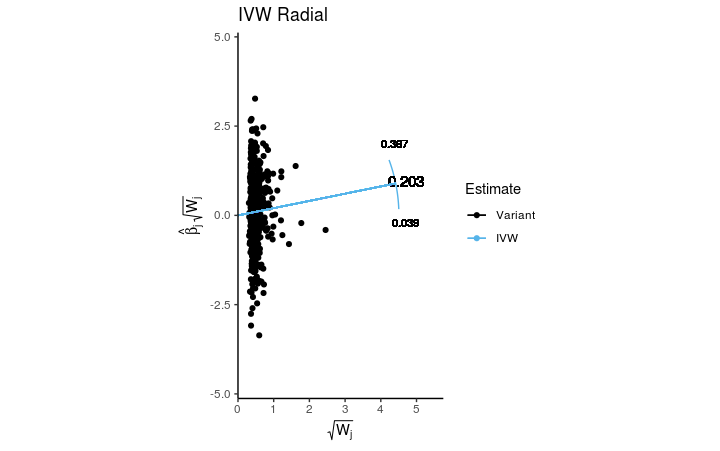 IVW Radial
5.0
2.5
0.0
-2.5
-5.0
β̂j√Wj
0.367
0.203
0.039
0 1 2 3 4 5
√Wj
Estimate
Variant
IVW